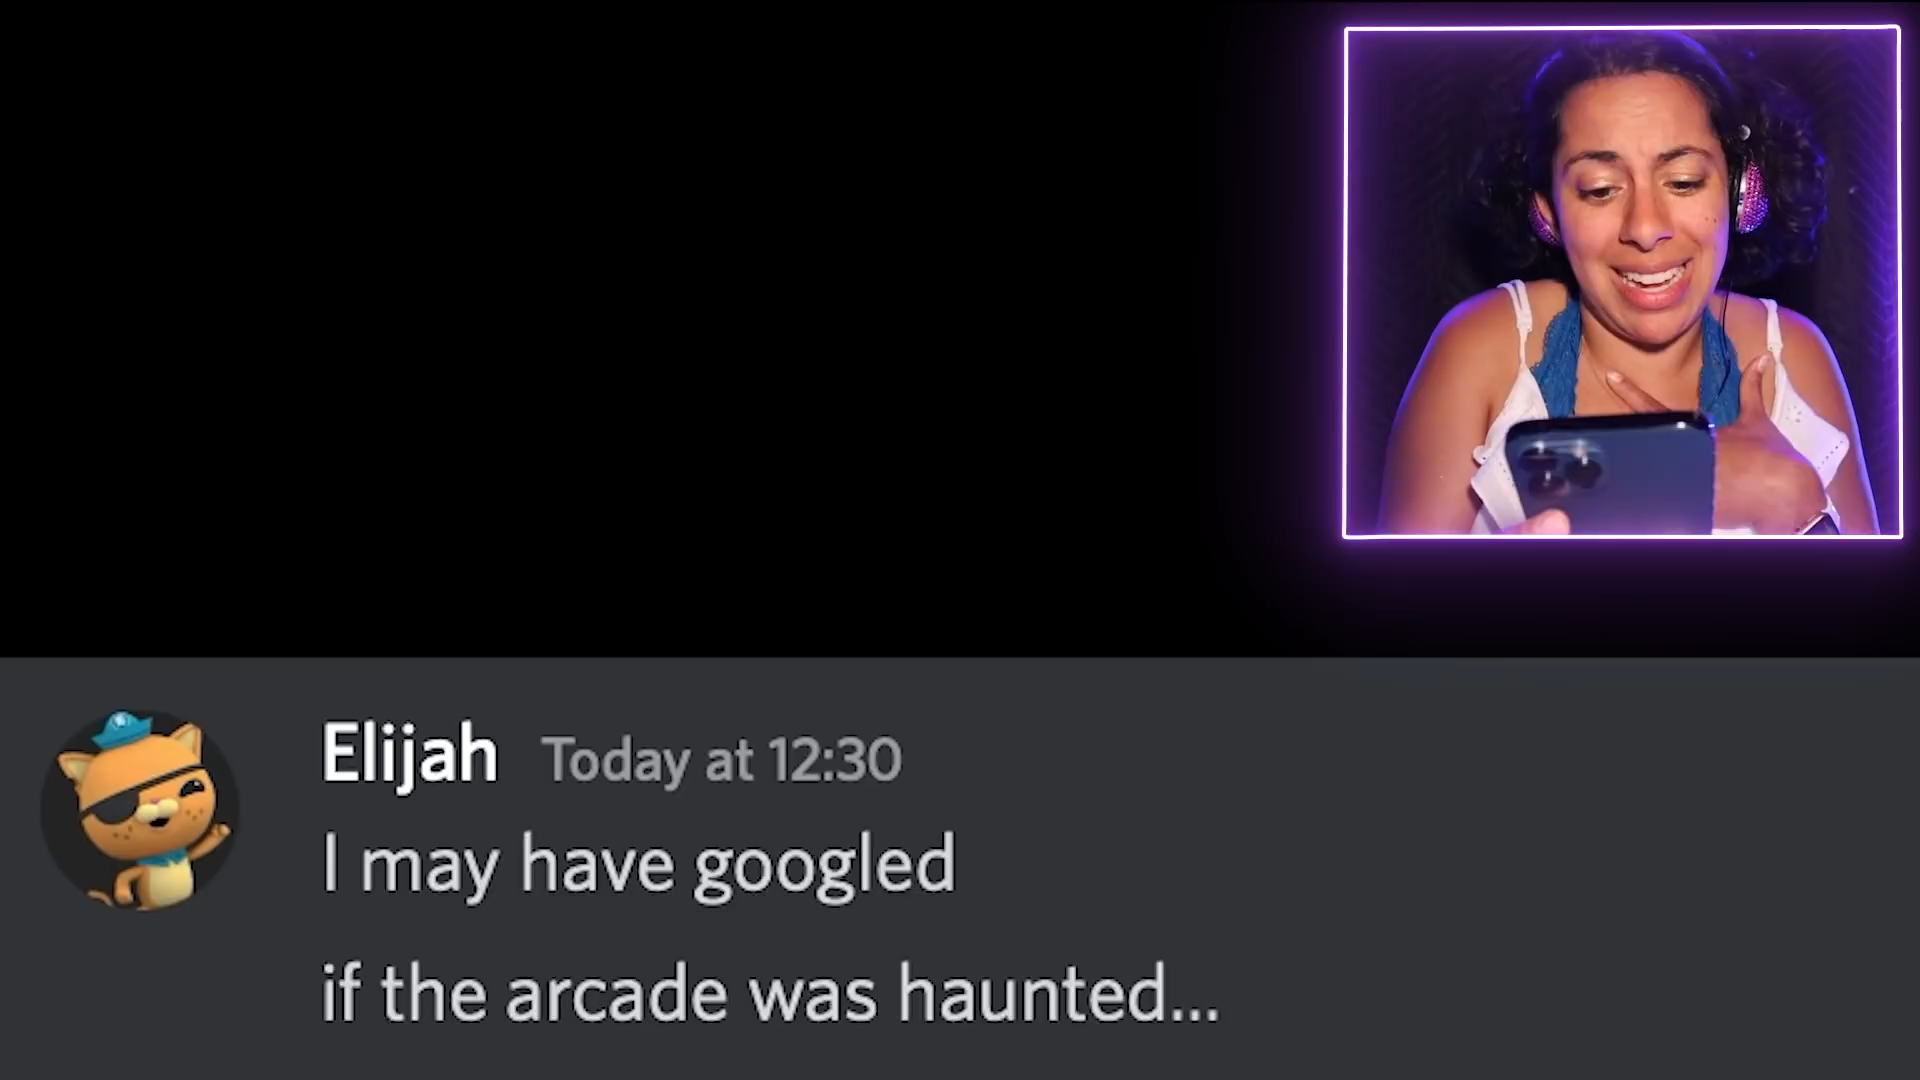 Elijah Today at 12:30
I may have googled
if the arcade was haunted...